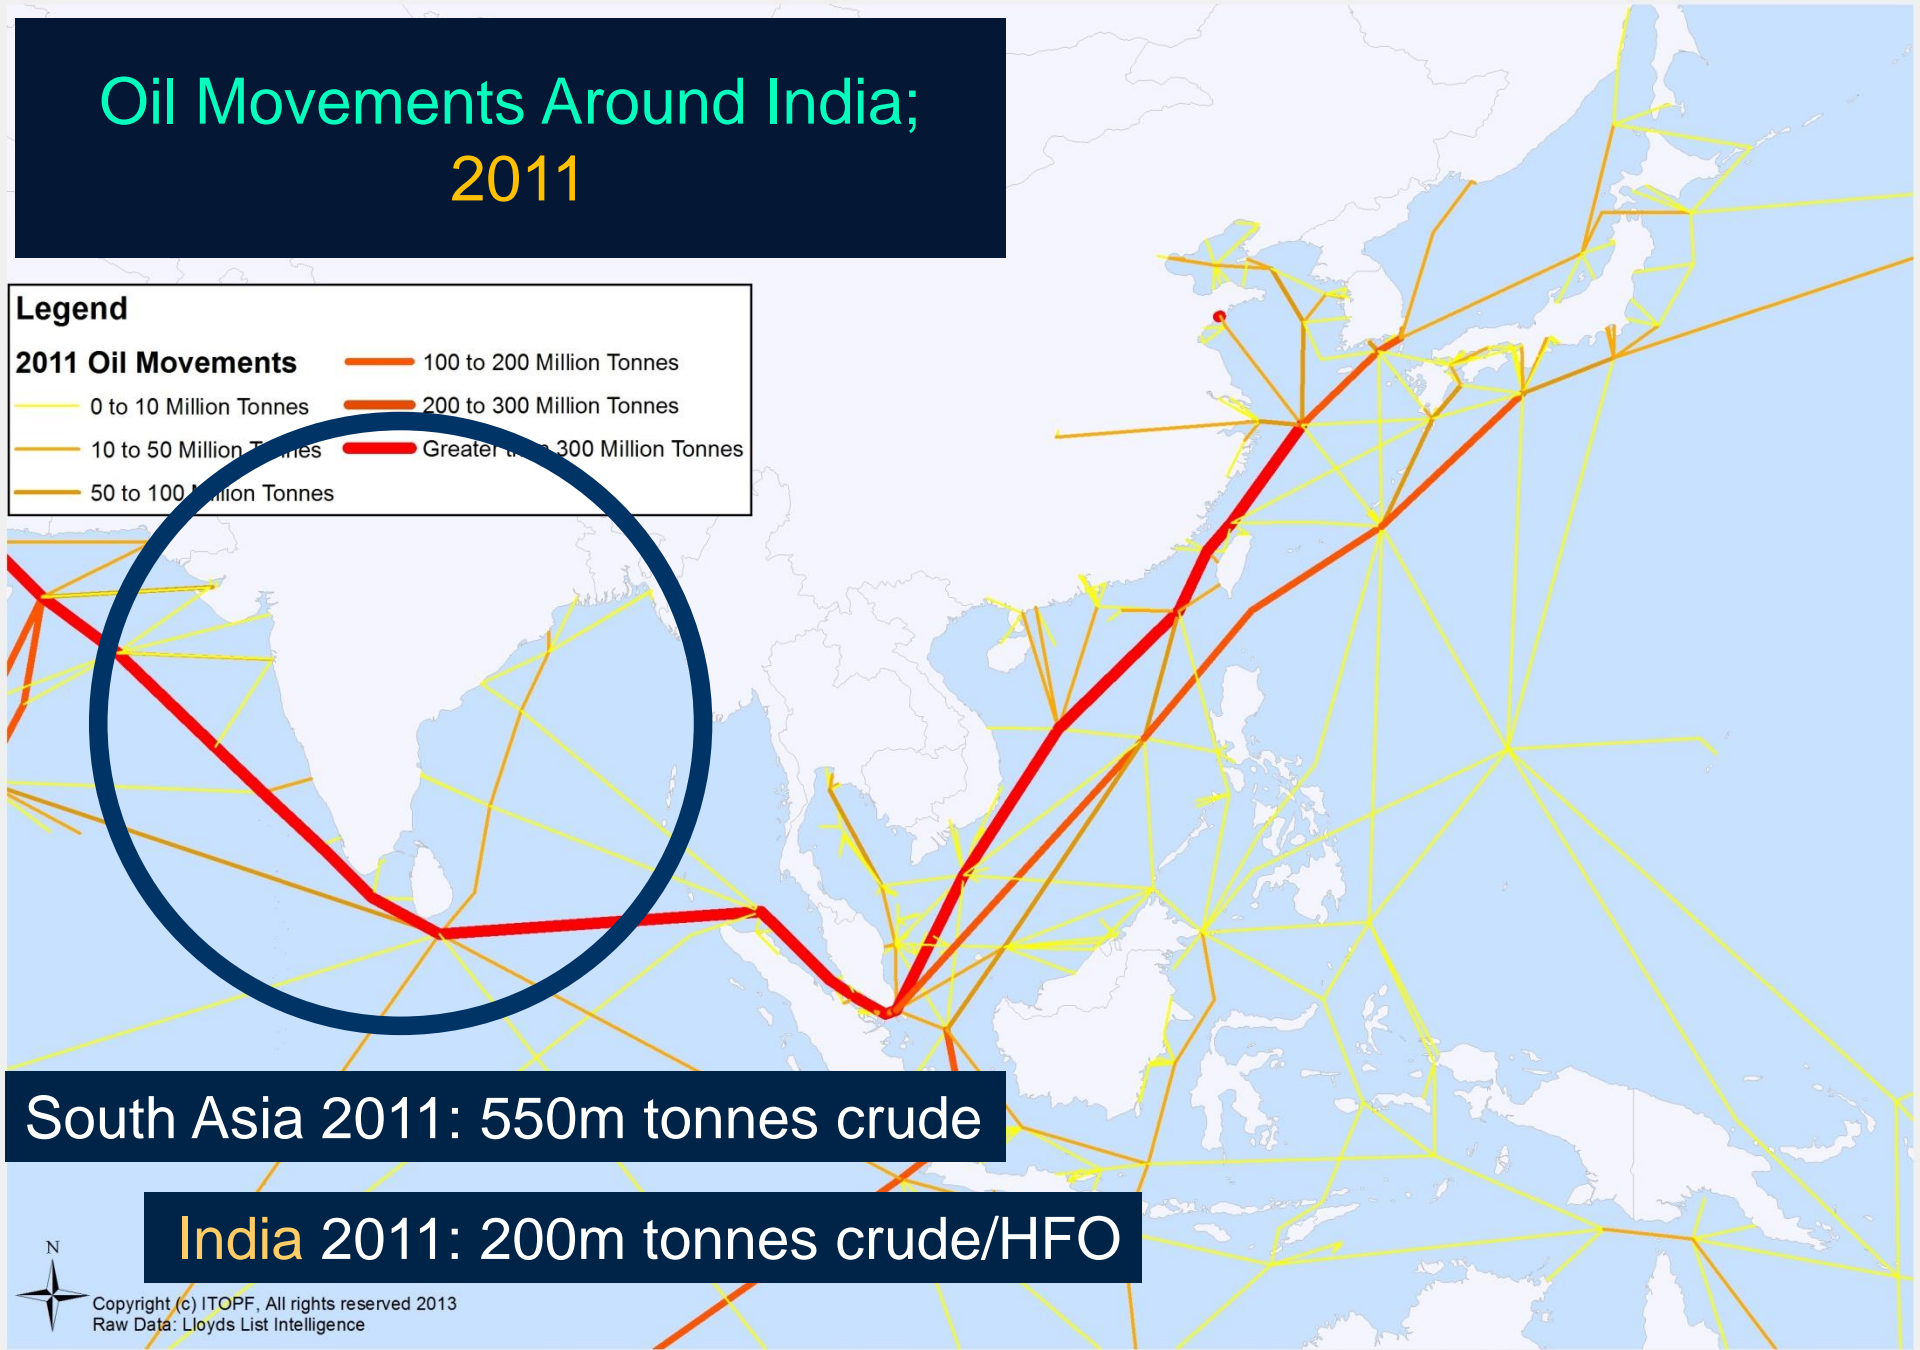 Oil Movements Around India;
2011
Legend
2011 Oil Movements
0 to 10 Million Tonnes
10 to 50 Million Tonnes
50 to 100 Million Tonnes
100 to 200 Million Tonnes
200 to 300 Million Tonnes
Greater than 300 Million Tonnes
South Asia 2011: 550m tonnes crude
India 2011: 200m tonnes crude/HFO
N
Copyright (c) ITOPF, All rights reserved 2013
Raw Data: Lloyds List Intelligence